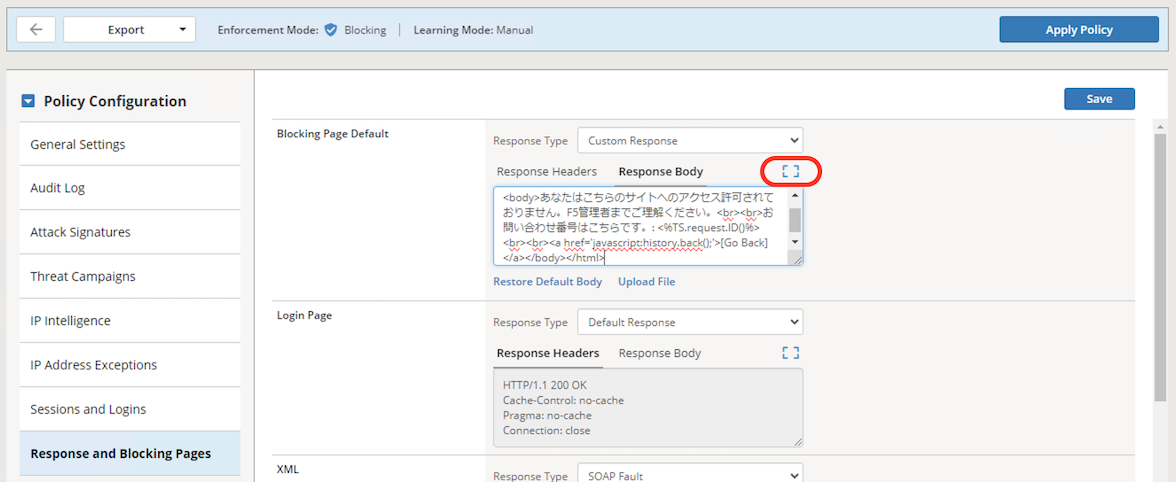 Export
Enforcement Mode: Blocking
Learning Mode: Manual
Apply Policy
Policy Configuration
General Settings
Audit Log
Attack Signatures
Threat Campaigns
IP Intelligence
IP Address Exceptions
Sessions and Logins
Response and Blocking Pages
Save
Blocking Page Default
Response Type Custom Response
Response Headers Response Body
<body>あなたはこちらのサイトへのアクセス許可されて
おりません。F5管理者までご理解ください。<br><br>お
問い合わせ番号はこちらです。: <%TS.request.ID()%>
<br><br><a href='javascript:history.back();'>[Go Back]
</a></body></html>
Restore Default Body Upload File
Login Page
Response Type Default Response
Response Headers Response Body
HTTP/1.1 200 OK
Cache-Control: no-cache
Pragma: no-cache
Connection: close
XML
Response Type SOAP Fault